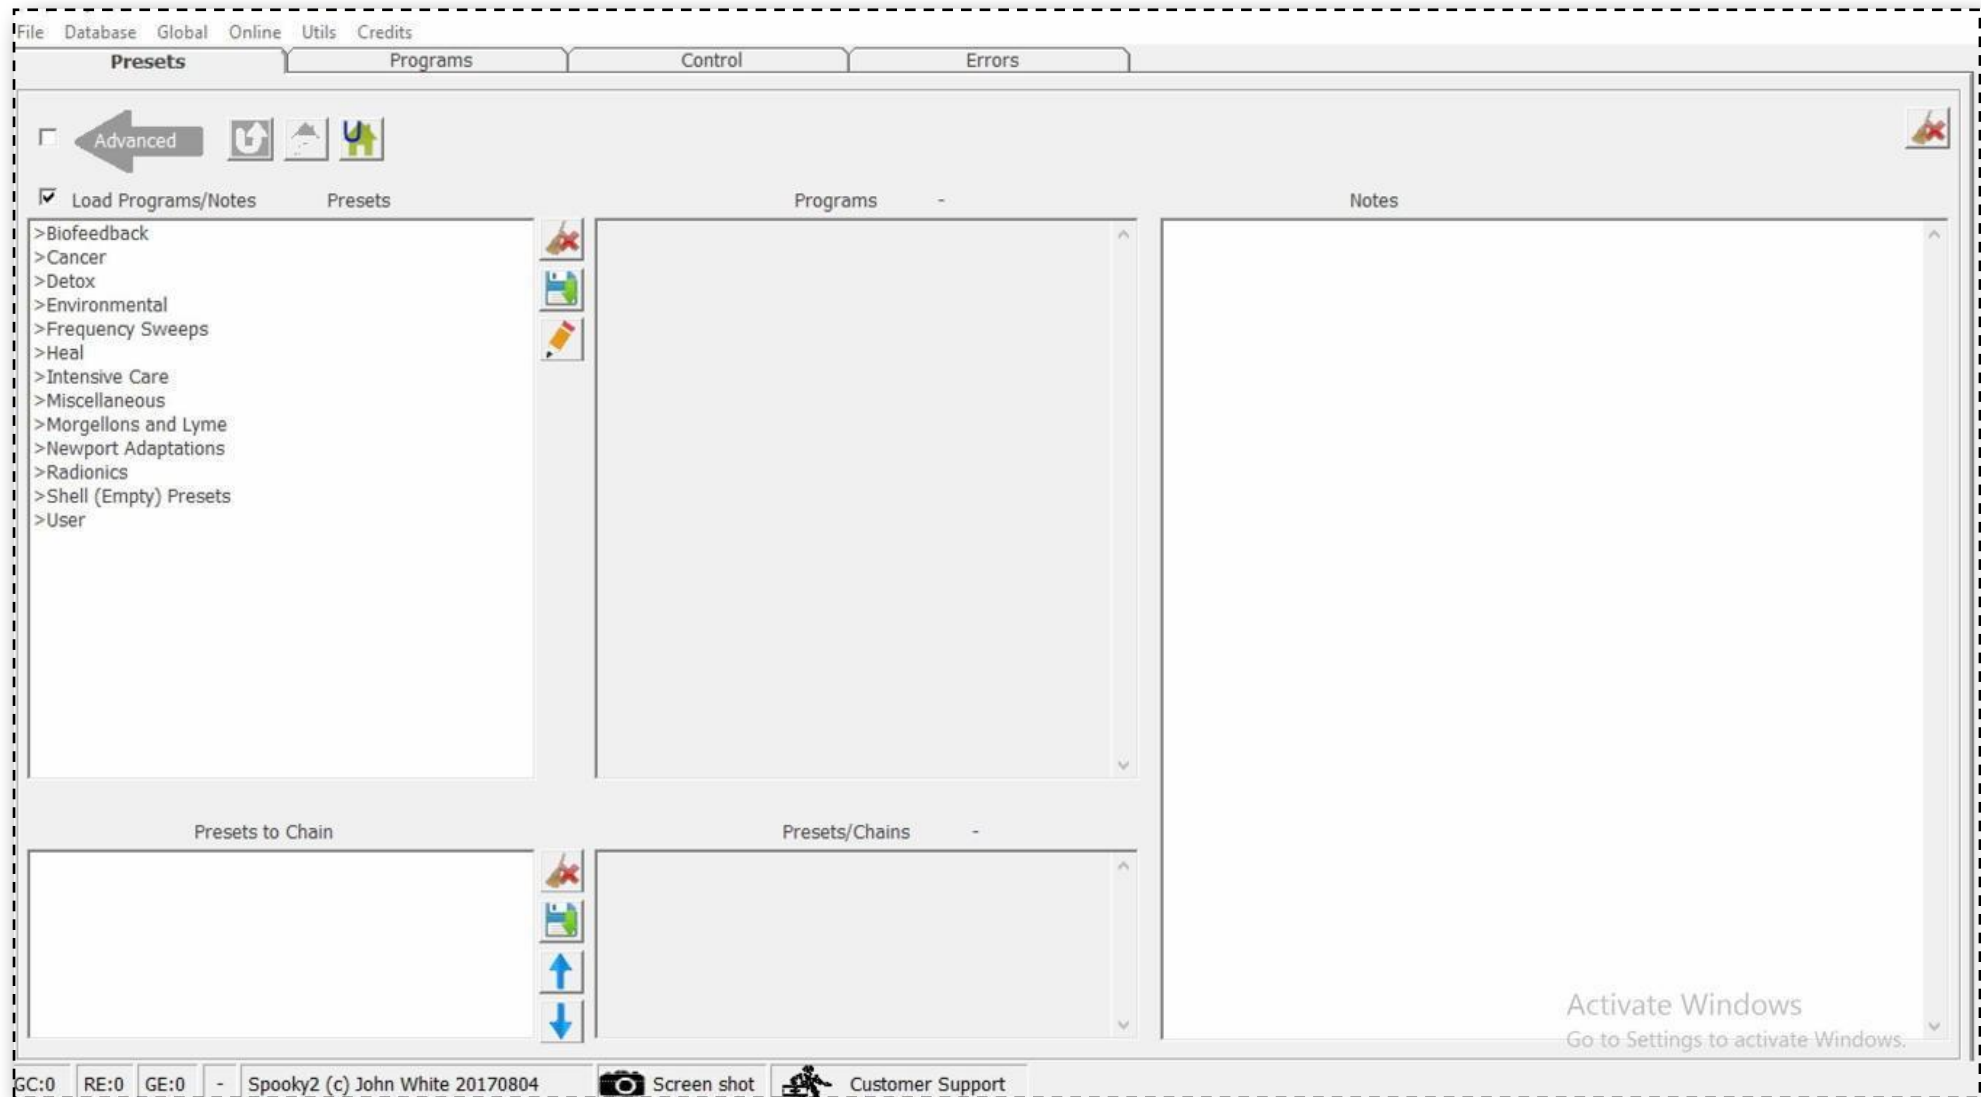 File Database Global Online Utils Credits
Presets Programs Control Errors
Advanced
Load Programs/Notes Presets Programs - Notes
>Biofeedback
>Cancer
>Detox
>Environmental
>Frequency Sweeps
>Heal
>Intensive Care
>Miscellaneous
>Morgellons and Lyme
>Newport Adaptations
>Radionics
>Shell (Empty) Presets
>User
Presets to Chain Presets/Chains -
Activate Windows
Go to Settings to activate Windows.
GC:0 RE:0 GE:0 - Spooky2 (c) John White 20170804 Screen shot Customer Support